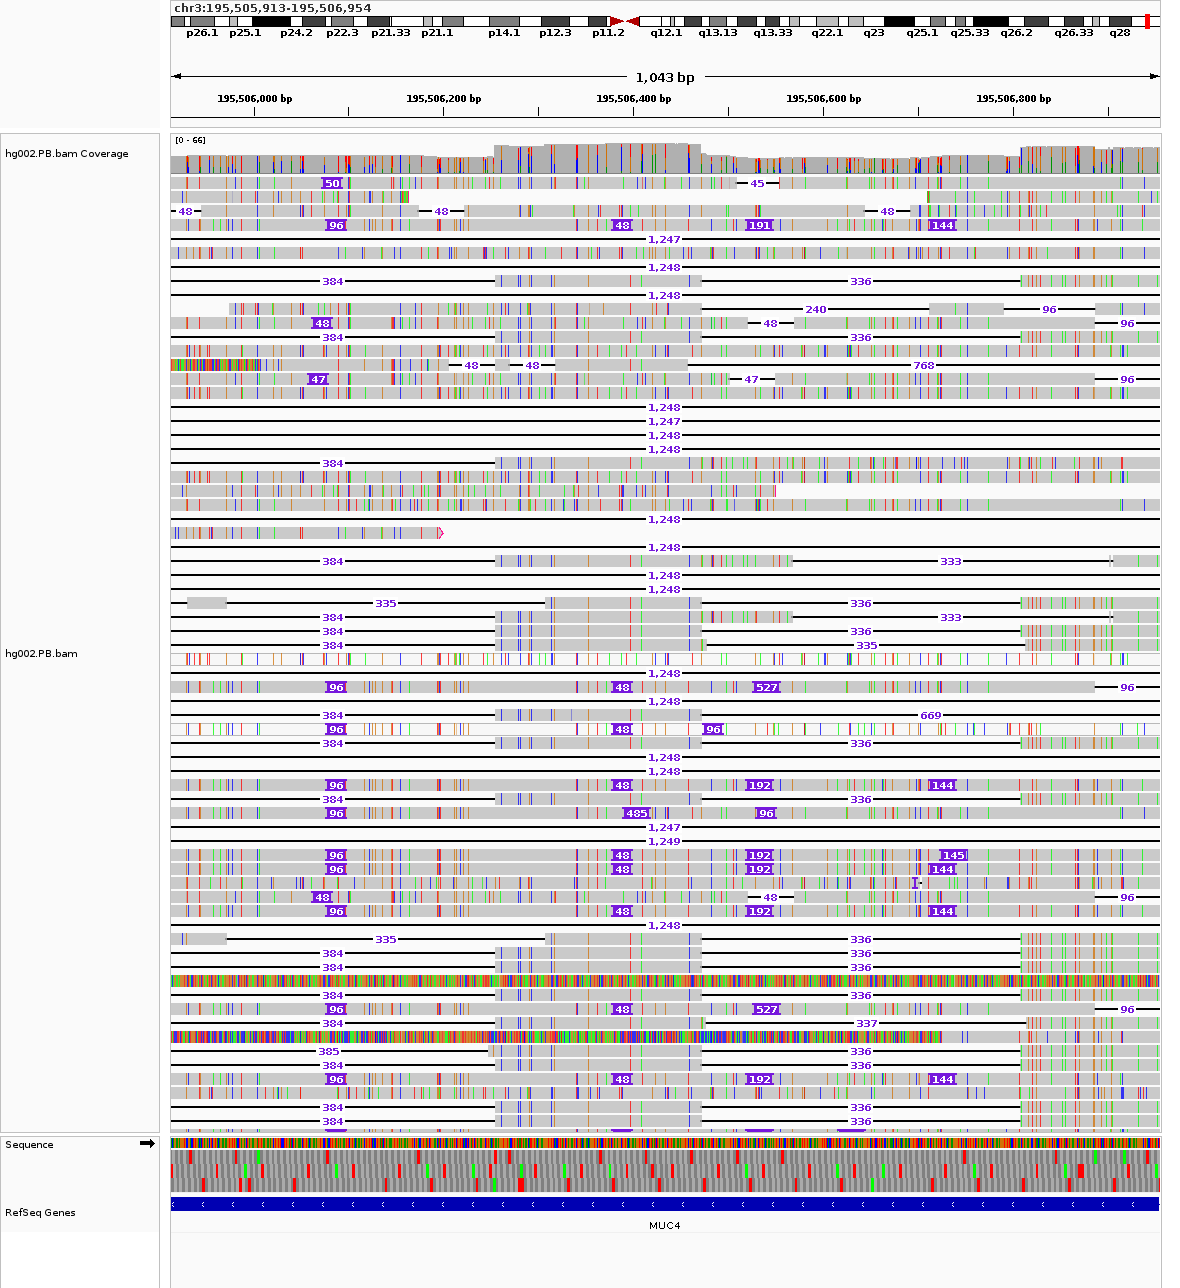 chr3:195,505,913-195,506,954
p26.1 p25.1 p24.2 p22.3 p21.33 p21.1 p14.1 p12.3 p11.2 q12.1 q13.13 q13.33 q22.1 q23 q25.1 q25.33 q26.2 q26.33 q28
1,043 bp
195,506,000 bp 195,506,200 bp 195,506,400 bp 195,506,600 bp 195,506,800 bp
[0 - 66]
hg002.PB.bam Coverage
50 45
48 48 48
96 48 191 144
1,247
1,248
384 336
1,248
240 96
48 48 96
384 336
48 48 768
47 47 96
1,248
1,247
1,248
1,248
384
1,248
1,248
384 333
1,248
1,248
335 336
384 333
384 336
384 335
hg002.PB.bam
1,248
96 48 527 96
1,248
384 669
96 48 96
384 336
1,248
1,248
96 48 192 144
384 336
96 485 96
1,247
1,249
96 48 192 145
96 48 192 144
48 48 96
96 48 192 144
1,248
335 336
384 336
384 336
384 336
96 48 527 96
384 337
385 336
384 336
96 48 192 144
384 336
384 336
Sequence
RefSeq Genes
MUC4